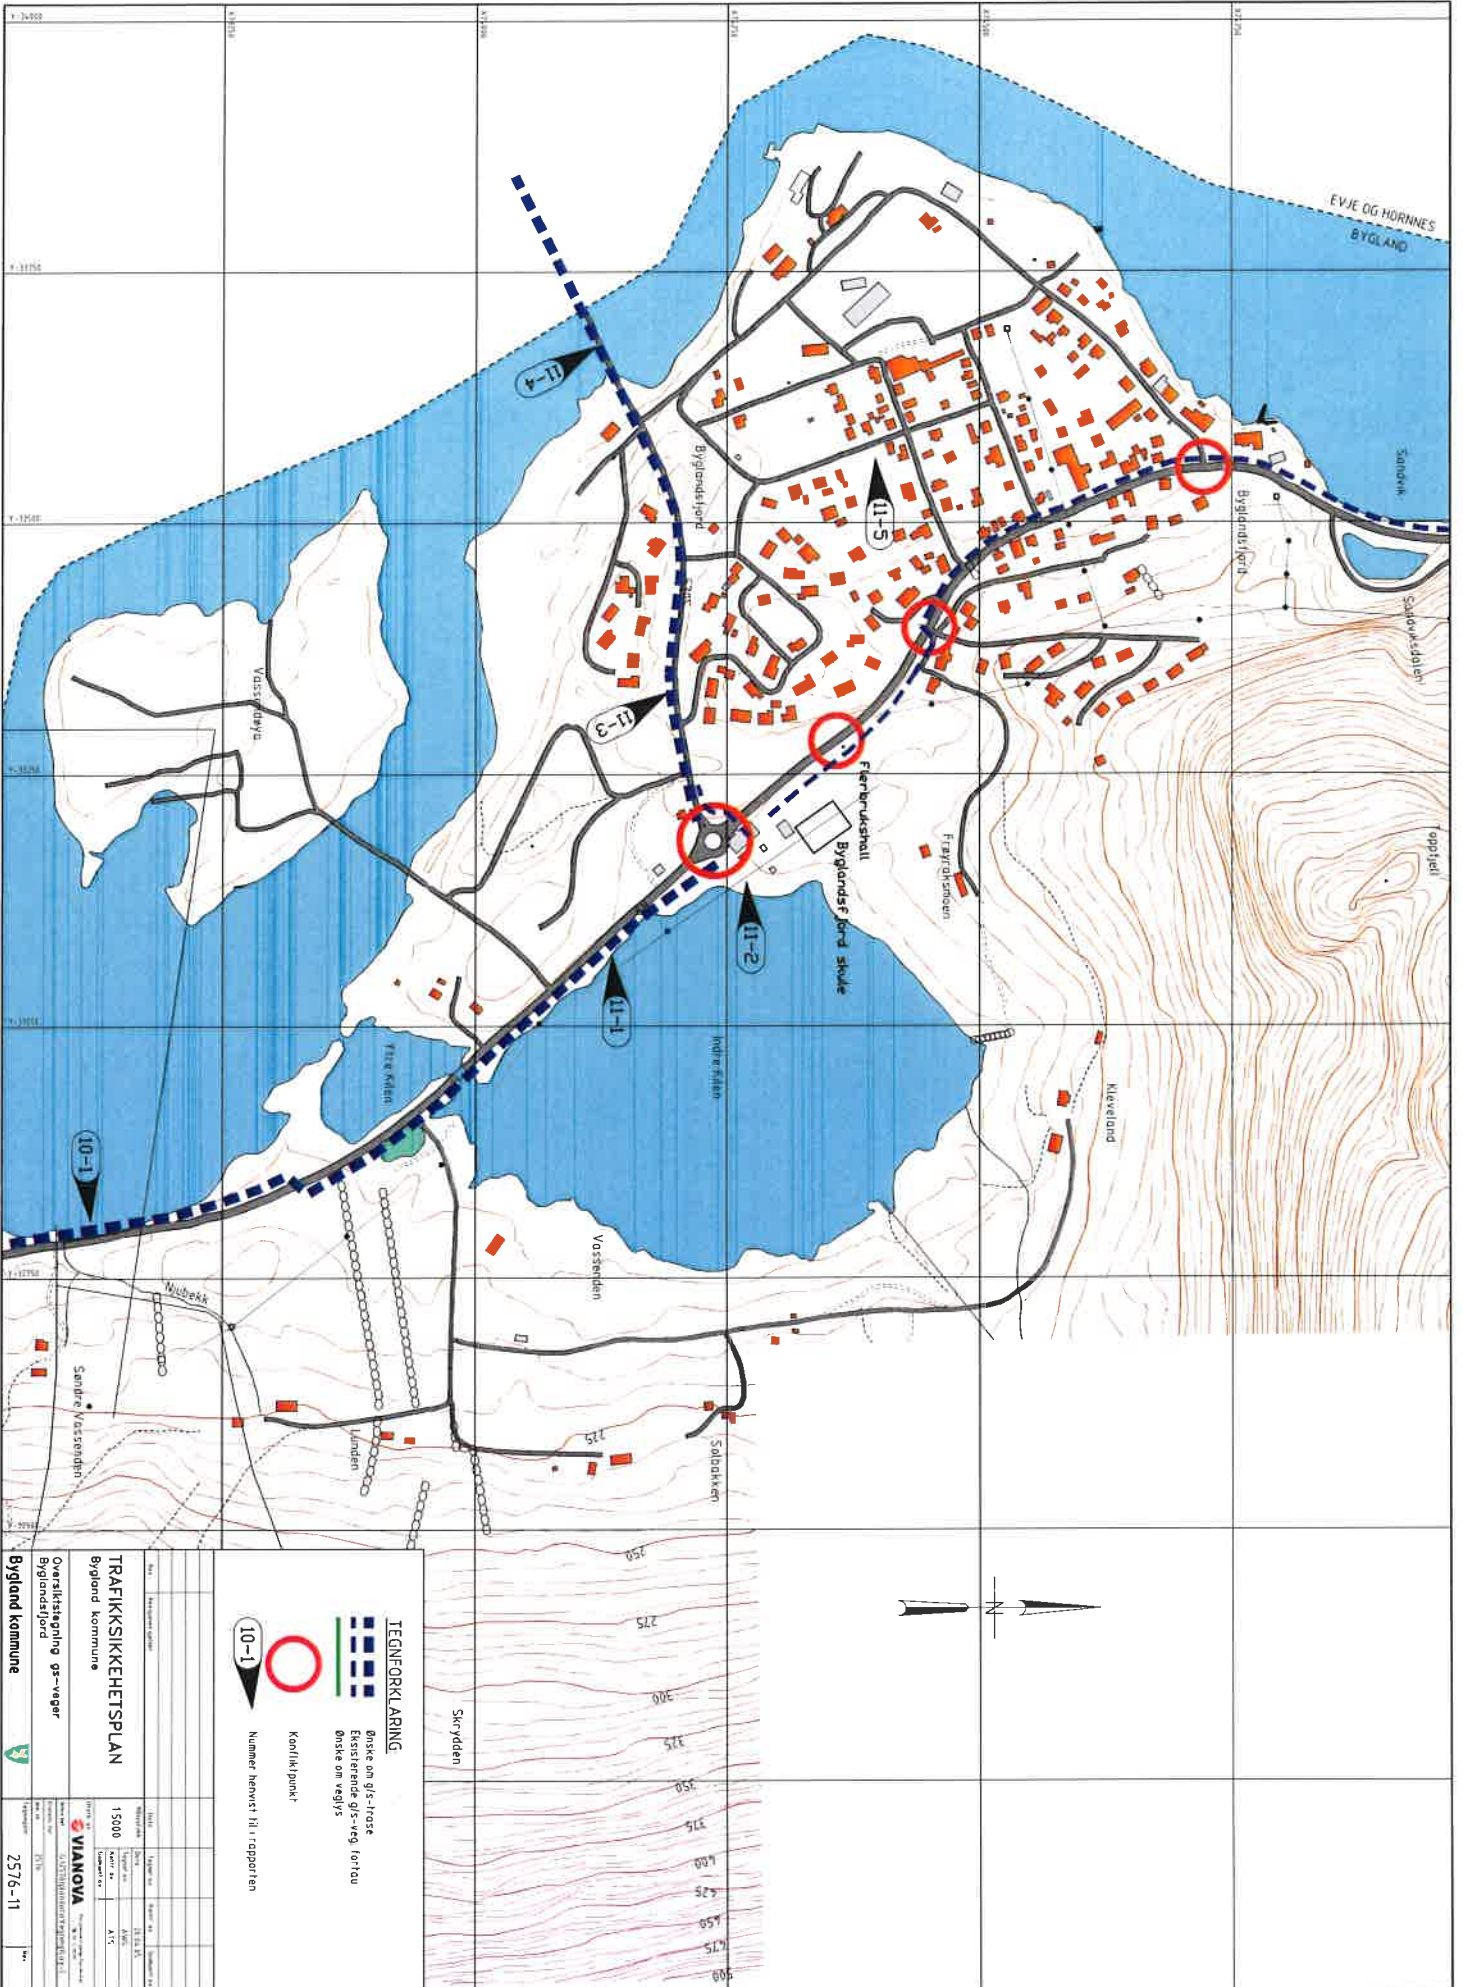 EVJE OG HORNNES
BYGLAND
Sandvik
Byglandsfjord
Sandviksdalen
Toppfjell
Byglandsfjord
11-4
11-5
11-3
Vassendøya
Flerbrukshall
Byglandsfjord skule
Frøyraksmoen
11-2
11-1
Indre Kilen
Ytre Kilen
Kleveland
10-1
Vassenden
Njubekk
Søndre Vassenden
Lunden
Solbakken
225
250
275
300
325
350
375
400
425
450
475
500
Skrydden
N
TEGNFORKLARING
Ønske om g/s-trase
Eksisterende g/s-veg, fortau
Ønske om veglys
Konfliktpunkt
10-1
Nummer henvist til i rapporten
TRAFIKKSIKKEHETSPLAN
Bygland kommune
Oversiktstegning gs-veger
Byglandsfjord
Bygland kommune
1:5000
VIANOVA
2576-11